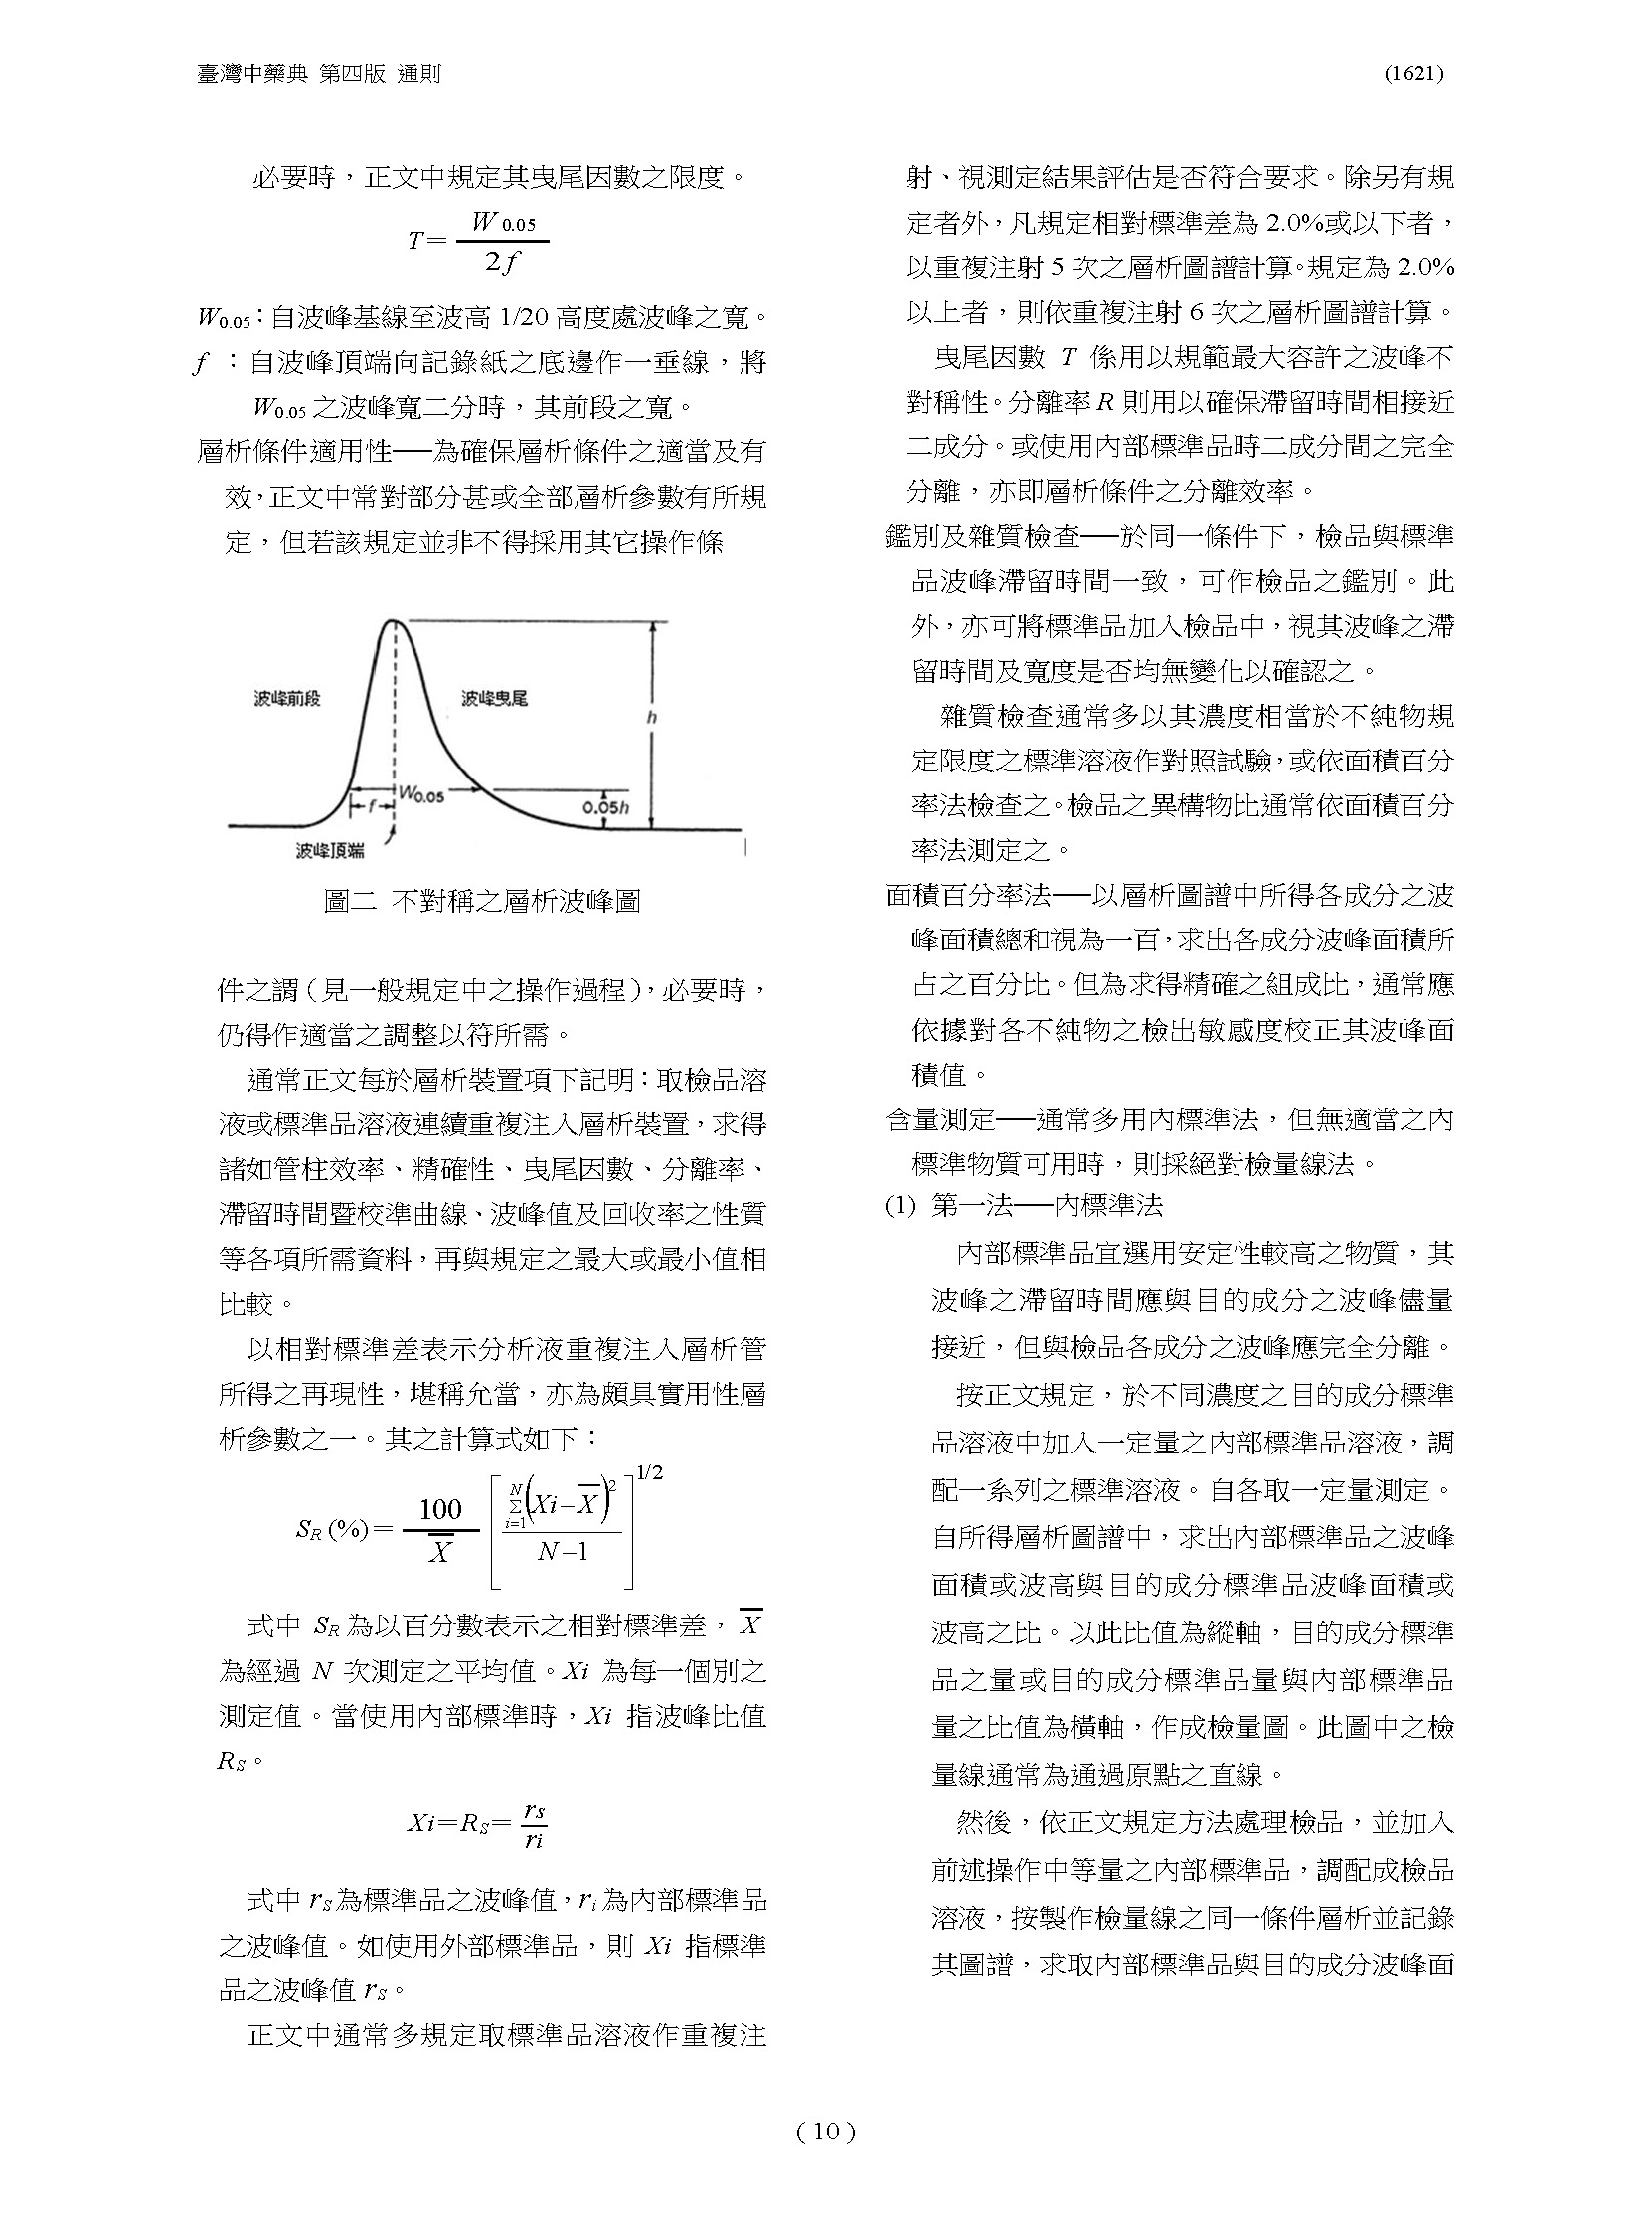 臺灣中藥典 第四版 通則
(1621)
必要時，正文中規定其曳尾因數之限度。
T＝ W 0.05 / 2f
W0.05：自波峰基線至波高 1/20 高度處波峰之寬。
f ：自波峰頂端向記錄紙之底邊作一垂線，將
W0.05 之波峰寬二分時，其前段之寬。
層析條件適用性──為確保層析條件之適當及有
效，正文中常對部分甚或全部層析參數有所規
定，但若該規定並非不得採用其它操作條
波峰前段
波峰曳尾
h
W0.05
f
0.05h
波峰頂端
圖二 不對稱之層析波峰圖
件之謂（見一般規定中之操作過程），必要時，
仍得作適當之調整以符所需。
通常正文每於層析裝置項下記明：取檢品溶
液或標準品溶液連續重複注入層析裝置，求得
諸如管柱效率、精確性、曳尾因數、分離率、
滯留時間暨校準曲線、波峰值及回收率之性質
等各項所需資料，再與規定之最大或最小值相
比較。
以相對標準差表示分析液重複注入層析管
所得之再現性，堪稱允當，亦為頗具實用性層
析參數之一。其之計算式如下：
SR (%)＝ 100 / X̄ [ Σ i=1 N (Xi–X̄)2 / N–1 ] 1/2
式中 SR 為以百分數表示之相對標準差，X̄
為經過 N 次測定之平均值。Xi 為每一個別之
測定值。當使用內部標準時，Xi 指波峰比值
RS。
Xi＝RS＝ rs / ri
式中 rS 為標準品之波峰值，ri 為內部標準品
之波峰值。如使用外部標準品，則 Xi 指標準
品之波峰值 rS。
正文中通常多規定取標準品溶液作重複注
射、視測定結果評估是否符合要求。除另有規
定者外，凡規定相對標準差為 2.0%或以下者，
以重複注射 5 次之層析圖譜計算。規定為 2.0%
以上者，則依重複注射 6 次之層析圖譜計算。
曳尾因數 T 係用以規範最大容許之波峰不
對稱性。分離率 R 則用以確保滯留時間相接近
二成分。或使用內部標準品時二成分間之完全
分離，亦即層析條件之分離效率。
鑑別及雜質檢查──於同一條件下，檢品與標準
品波峰滯留時間一致，可作檢品之鑑別。此
外，亦可將標準品加入檢品中，視其波峰之滯
留時間及寬度是否均無變化以確認之。
雜質檢查通常多以其濃度相當於不純物規
定限度之標準溶液作對照試驗，或依面積百分
率法檢查之。檢品之異構物比通常依面積百分
率法測定之。
面積百分率法──以層析圖譜中所得各成分之波
峰面積總和視為一百，求出各成分波峰面積所
占之百分比。但為求得精確之組成比，通常應
依據對各不純物之檢出敏感度校正其波峰面
積值。
含量測定──通常多用內標準法，但無適當之內
標準物質可用時，則採絕對檢量線法。
(1) 第一法──內標準法
內部標準品宜選用安定性較高之物質，其
波峰之滯留時間應與目的成分之波峰儘量
接近，但與檢品各成分之波峰應完全分離。
按正文規定，於不同濃度之目的成分標準
品溶液中加入一定量之內部標準品溶液，調
配一系列之標準溶液。自各取一定量測定。
自所得層析圖譜中，求出內部標準品之波峰
面積或波高與目的成分標準品波峰面積或
波高之比。以此比值為縱軸，目的成分標準
品之量或目的成分標準品量與內部標準品
量之比值為橫軸，作成檢量圖。此圖中之檢
量線通常為通過原點之直線。
然後，依正文規定方法處理檢品，並加入
前述操作中等量之內部標準品，調配成檢品
溶液，按製作檢量線之同一條件層析並記錄
其圖譜，求取內部標準品與目的成分波峰面
( 10 )